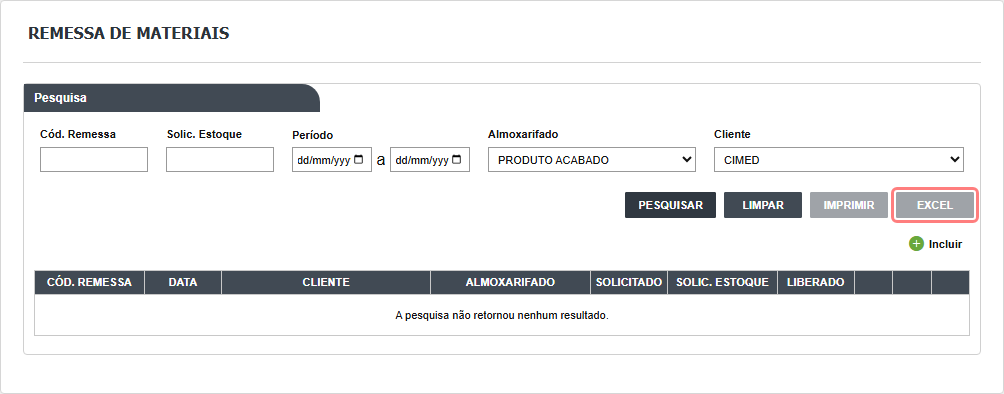 REMESSA DE MATERIAIS
Pesquisa
Cód. Remessa Solic. Estoque Período Almoxarifado Cliente
dd/mm/yyy a dd/mm/yyy PRODUTO ACABADO CIMED
PESQUISAR LIMPAR IMPRIMIR EXCEL
Incluir
CÓD. REMESSA DATA CLIENTE ALMOXARIFADO SOLICITADO SOLIC. ESTOQUE LIBERADO
A pesquisa não retornou nenhum resultado.